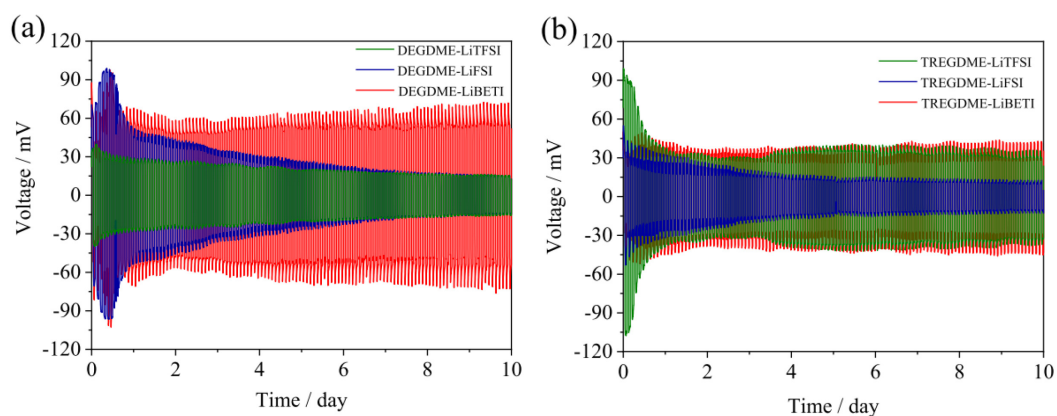 (a)
120
90
60
30
0
-30
-60
-90
-120
Voltage / mV
DEGDME-LiTFSI
DEGDME-LiFSI
DEGDME-LiBETI
0 2 4 6 8 10
Time / day
(b)
120
90
60
30
0
-30
-60
-90
-120
Voltage / mV
TREGDME-LiTFSI
TREGDME-LiFSI
TREGDME-LiBETI
0 2 4 6 8 10
Time / day